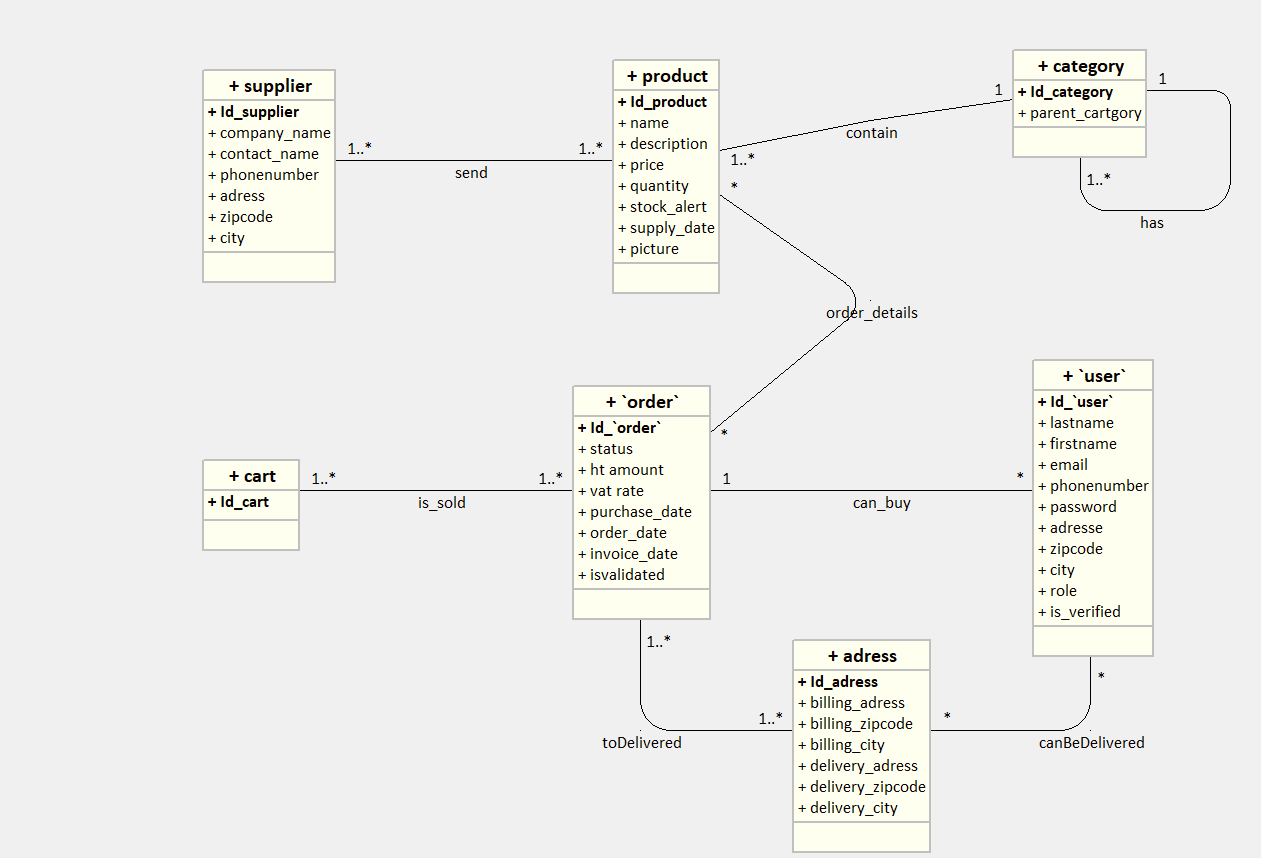 + supplier
+ Id_supplier
+ company_name
+ contact_name
+ phonenumber
+ adress
+ zipcode
+ city
1..*
send
1..*
+ product
+ Id_product
+ name
+ description
+ price
+ quantity
+ stock_alert
+ supply_date
+ picture
1..*
contain
1
+ category
+ Id_category
+ parent_cartgory
1
1..*
has
*
order_details
*
+ cart
+ Id_cart
1..*
is_sold
1..*
+ `order`
+ Id_`order`
+ status
+ ht amount
+ vat rate
+ purchase_date
+ order_date
+ invoice_date
+ isvalidated
1
can_buy
*
+ `user`
+ Id_`user`
+ lastname
+ firstname
+ email
+ phonenumber
+ password
+ adresse
+ zipcode
+ city
+ role
+ is_verified
1..*
toDelivered
1..*
+ adress
+ Id_adress
+ billing_adress
+ billing_zipcode
+ billing_city
+ delivery_adress
+ delivery_zipcode
+ delivery_city
*
canBeDelivered
*